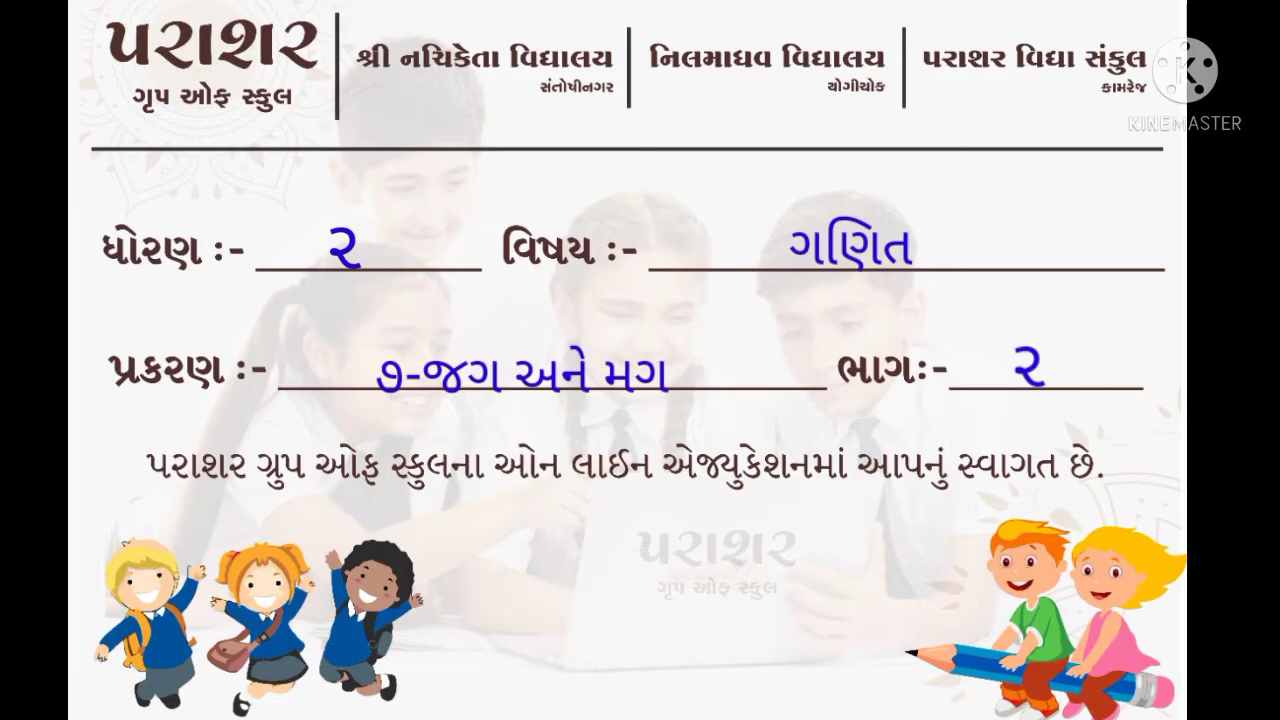 પરાશર
ગૃપ ઓફ સ્કુલ
શ્રી નચિકેતા વિદ્યાલય
સંતોષીનગર
નિલમાધવ વિદ્યાલય
યોગીચોક
પરાશર વિદ્યા સંકુલ
કામરેજ
KINEMASTER
ધોરણ :- ૨ વિષય :- ગણિત
પ્રકરણ :- ૭-જગ અને મગ ભાગ:- ૨
પરાશર ગ્રુપ ઓફ સ્કુલના ઓન લાઈન એજ્યુકેશનમાં આપનું સ્વાગત છે.
પરાશર
ગૃપ ઓફ સ્કુલ